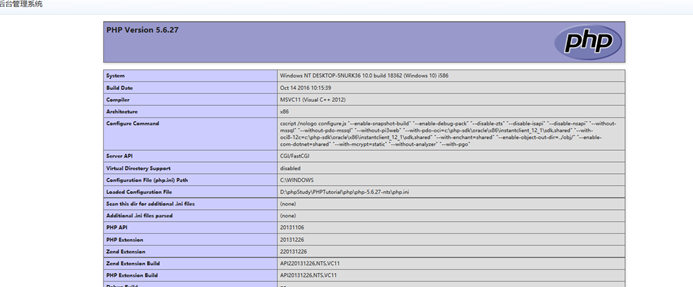 后台管理系统
PHP Version 5.6.27
php
System Windows NT DESKTOP-5NURK36 10.0 build 18362 (Windows 10) i586
Build Date Oct 14 2016 10:15:39
Compiler MSVC11 (Visual C++ 2012)
Architecture x86
Configure Command cscript /nologo configure.js "--enable-snapshot-build" "--enable-debug-pack" "--disable-zts" "--disable-isapi" "--disable-nsapi" "--without-
mssql" "--without-pdo-mssql" "--without-pi3web" "--with-pdo-oci=c:\php-sdk\oracle\x86\instantclient_12_1\sdk,shared" "--with-
oci8-12c=c:\php-sdk\oracle\x86\instantclient_12_1\sdk,shared" "--with-enchant=shared" "--enable-object-out-dir=../obj/" "--enable-
com-dotnet=shared" "--with-mcrypt=static" "--without-analyzer" "--with-pgo"
Server API CGI/FastCGI
Virtual Directory Support disabled
Configuration File (php.ini) Path C:\WINDOWS
Loaded Configuration File D:\phpStudy\PHPTutorial\php\php-5.6.27-nts\php.ini
Scan this dir for additional .ini files (none)
Additional .ini files parsed (none)
PHP API 20131106
PHP Extension 20131226
Zend Extension 220131226
Zend Extension Build API220131226,NTS,VC11
PHP Extension Build API20131226,NTS,VC11